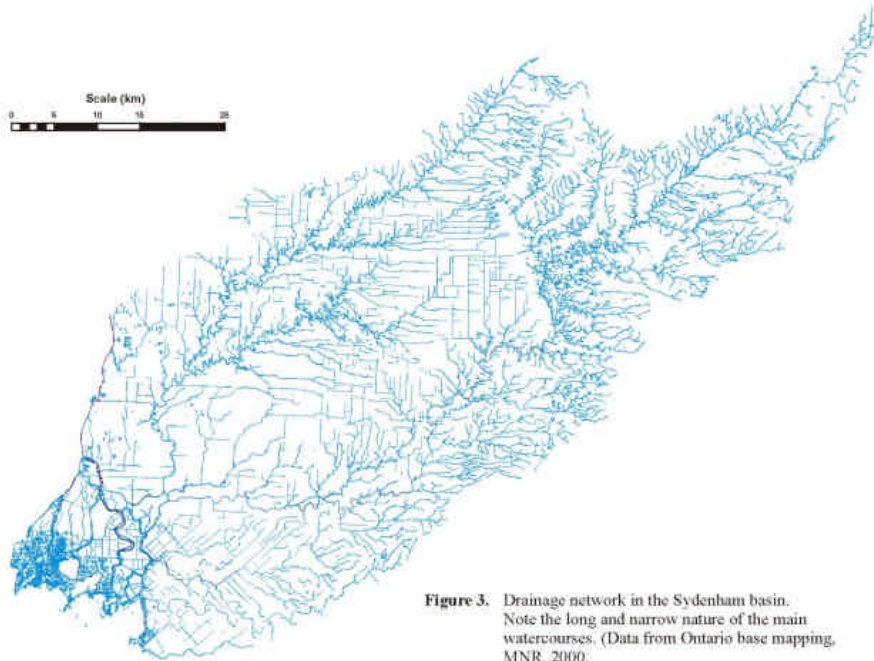 Scale (km)
0 5 10 15 25
Figure 3. Drainage network in the Sydenham basin.
Note the long and narrow nature of the main
watercourses. (Data from Ontario base mapping,
MNR, 2000.